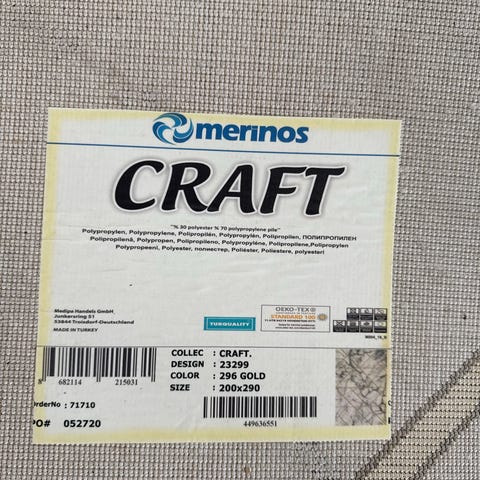 merinos
CRAFT
"% 30 polyester % 70 polypropylene pile"
Polypropylen, Polypropylene, Polipropilén, Polypropylén, Polipropilen, ПОЛИПРОПИЛЕН
Polipropilenă, Polypropen, Polipropileno, Polypropylène, Polipropilene, Polipropylen
Polypropeeni, Polyester, полиестер, Poliéster, Poliestere, polyesteri
Medipa Handels GmbH,
Junkersring 51
53844 Troisdorf-Deutschland
MADE IN TURKEY
TURQUALITY
OEKO-TEX®
STANDARD 100
COLLEC : CRAFT.
DESIGN : 23299
COLOR : 296 GOLD
SIZE : 200x290
8 682114 215031
OrderNo : 71710
PO# 052720
449636551